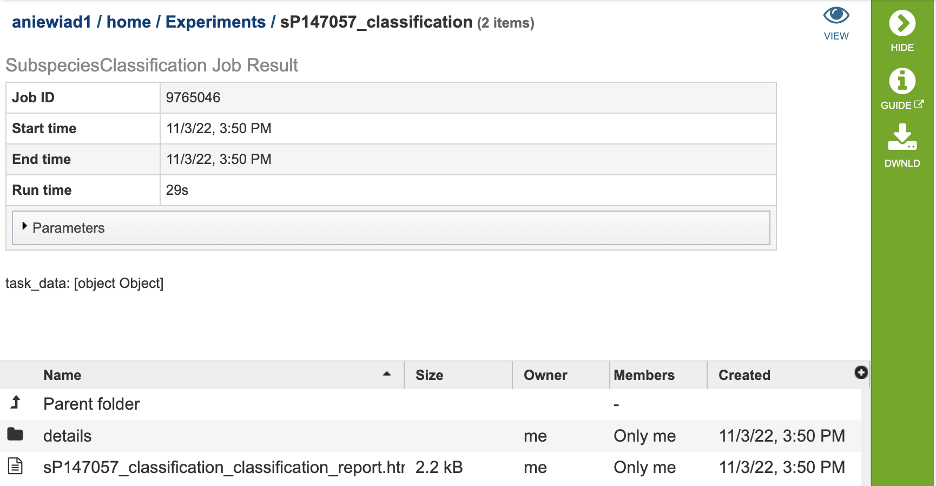 aniewiad1 / home / Experiments / sP147057_classification (2 items)
VIEW
HIDE
GUIDE
DWNLD
SubspeciesClassification Job Result
Job ID 9765046
Start time 11/3/22, 3:50 PM
End time 11/3/22, 3:50 PM
Run time 29s
Parameters
task_data: [object Object]
Name Size Owner Members Created
Parent folder -
details me Only me 11/3/22, 3:50 PM
sP147057_classification_classification_report.htr 2.2 kB me Only me 11/3/22, 3:50 PM